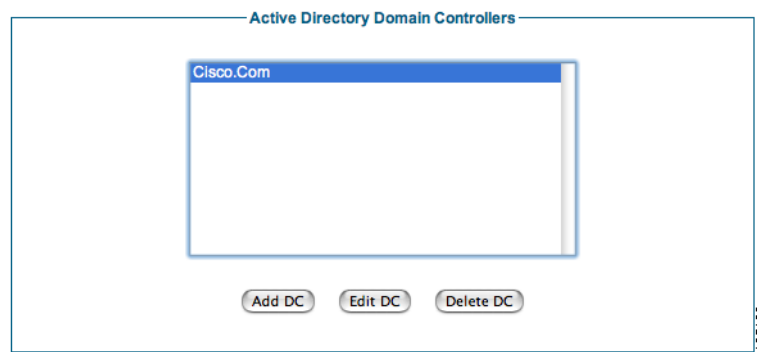 Active Directory Domain Controllers
Cisco.Com
Add DC Edit DC Delete DC